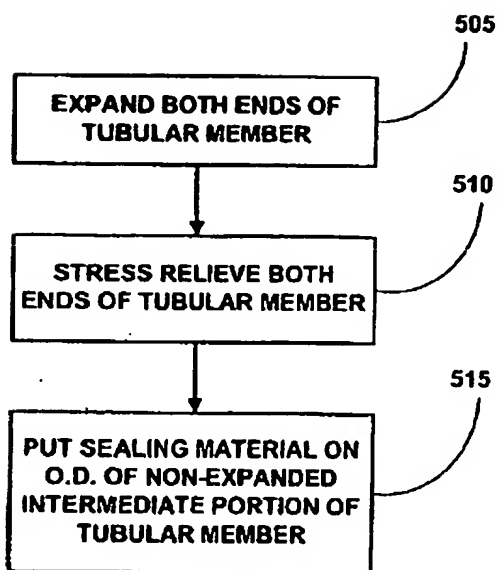 505
EXPAND BOTH ENDS OF
TUBULAR MEMBER
510
STRESS RELIEVE BOTH
ENDS OF TUBULAR MEMBER
515
PUT SEALING MATERIAL ON
O.D. OF NON-EXPANDED
INTERMEDIATE PORTION OF
TUBULAR MEMBER